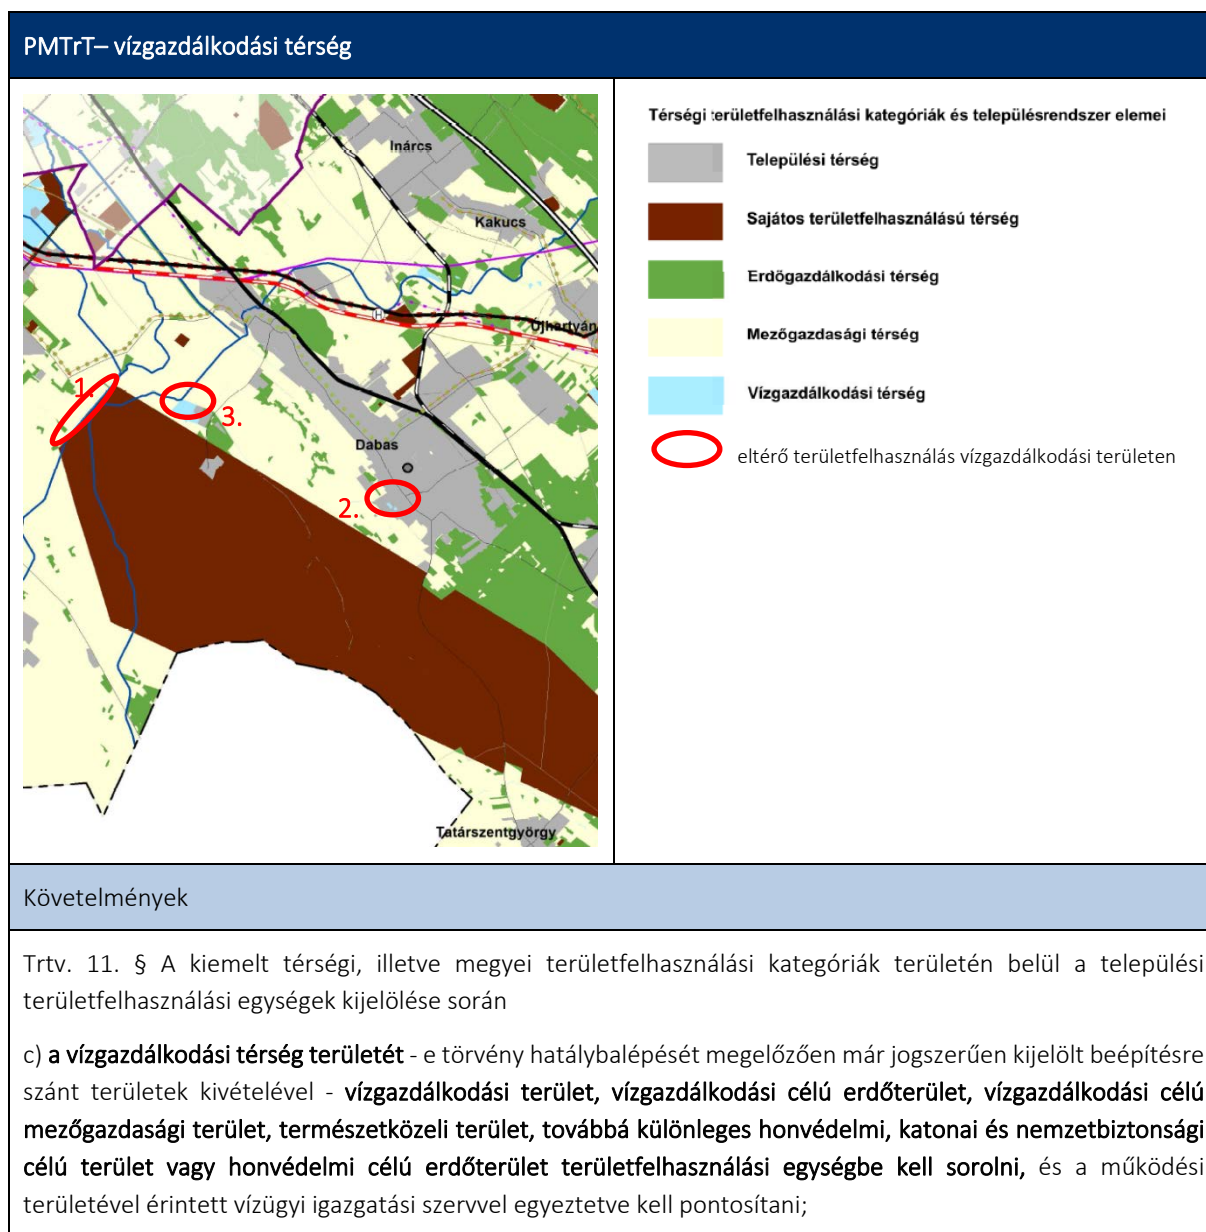 PMTrT– vízgazdálkodási térség
Inárcs
Kakucs
Újhartyán
H
1.
3.
Dabas
2.
Tatárszentgyörgy
Térségi területfelhasználási kategóriák és településrendszer elemei
Települési térség
Sajátos területfelhasználású térség
Erdőgazdálkodási térség
Mezőgazdasági térség
Vízgazdálkodási térség
eltérő területfelhasználás vízgazdálkodási területen
Követelmények
Trtv. 11. § A kiemelt térségi, illetve megyei területfelhasználási kategóriák területén belül a települési
területfelhasználási egységek kijelölése során
c) a vízgazdálkodási térség területét - e törvény hatálybalépését megelőzően már jogszerűen kijelölt beépítésre
szánt területek kivételével - vízgazdálkodási terület, vízgazdálkodási célú erdőterület, vízgazdálkodási célú
mezőgazdasági terület, természetközeli terület, továbbá különleges honvédelmi, katonai és nemzetbiztonsági
célú terület vagy honvédelmi célú erdőterület területfelhasználási egységbe kell sorolni, és a működési
területével érintett vízügyi igazgatási szervvel egyeztetve kell pontosítani;